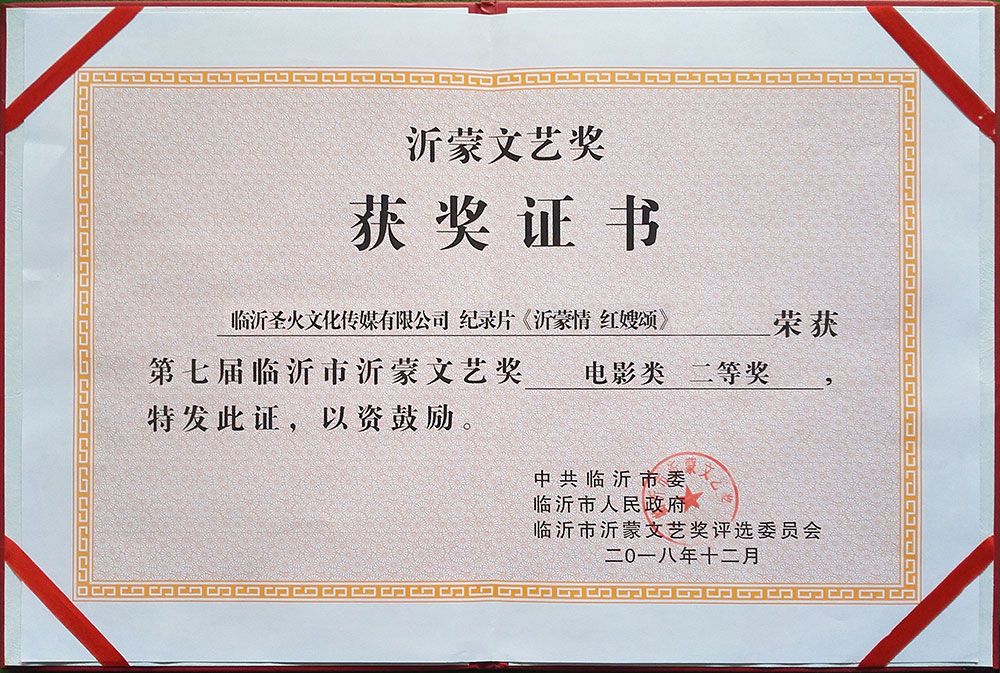 沂蒙文艺奖
获奖证书
临沂圣火文化传媒有限公司 纪录片《沂蒙情 红嫂颂》 荣获
第七届临沂市沂蒙文艺奖 电影类 二等奖，
特发此证，以资鼓励。
中共临沂市委
临沂市人民政府
临沂市沂蒙文艺奖评选委员会
二〇一八年十二月